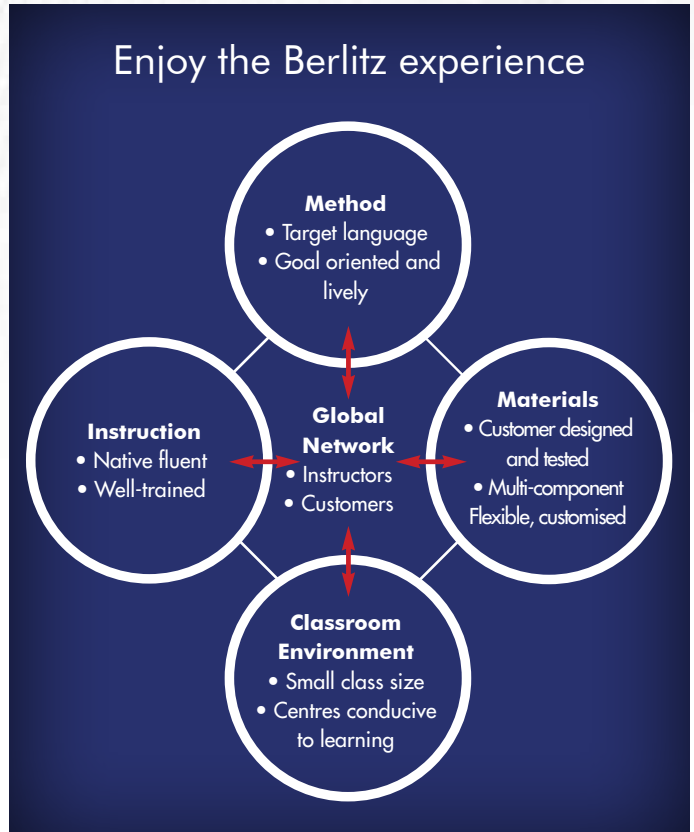 Enjoy the Berlitz experience
Method
• Target language
• Goal oriented and
lively
Instruction
• Native fluent
• Well-trained
Global
Network
• Instructors
• Customers
Materials
• Customer designed
and tested
• Multi-component
Flexible, customised
Classroom
Environment
• Small class size
• Centres conducive
to learning